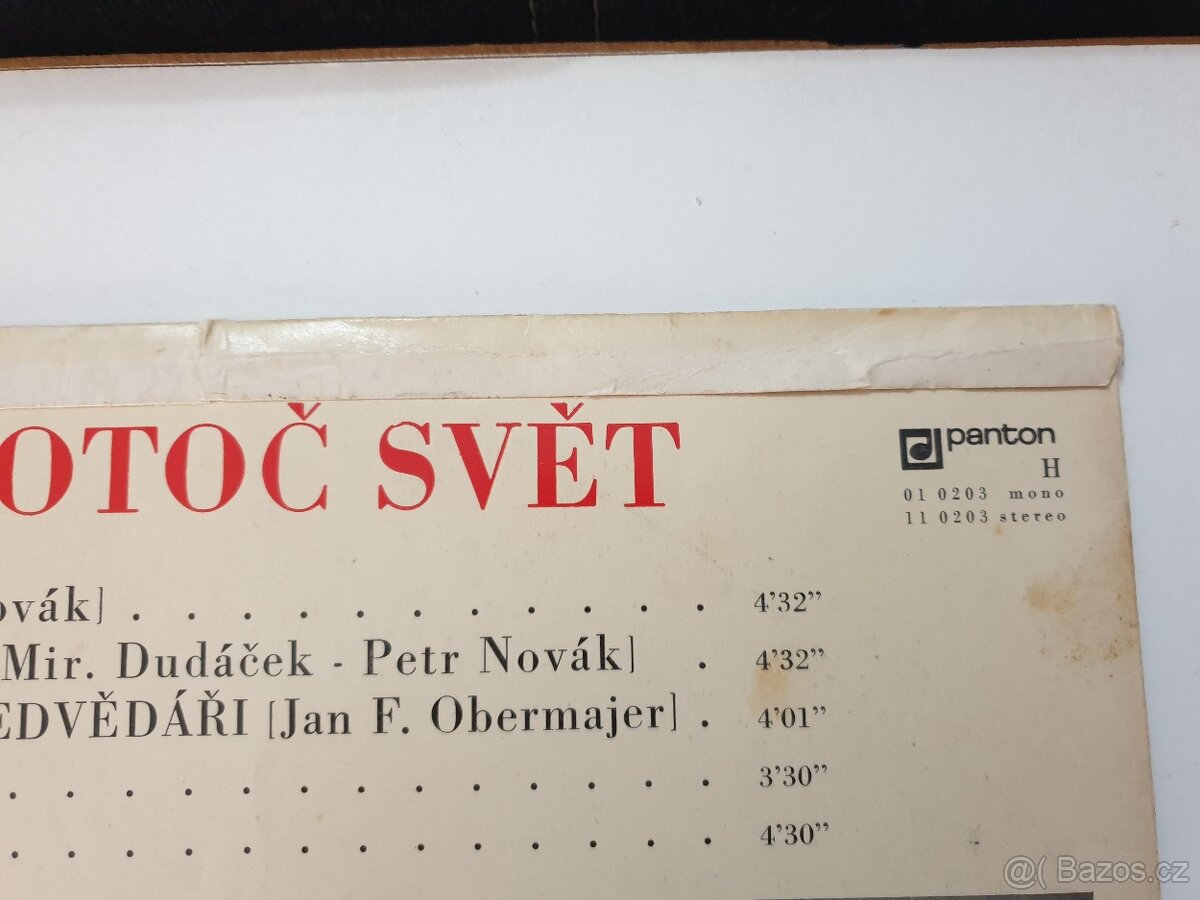 OTOČ SVĚT
panton
H
01 0203 mono
11 0203 stereo
ovák] . . . . . . . . . . . 4’32”
Mir. Dudáček - Petr Novák] . 4’32”
EDVĚDÁŘI [Jan F. Obermajer] . 4’01”
. . . . . . . . . . . . . 3’30”
. . . . . . . . . . . . . 4’30”
@( Bazos.cz